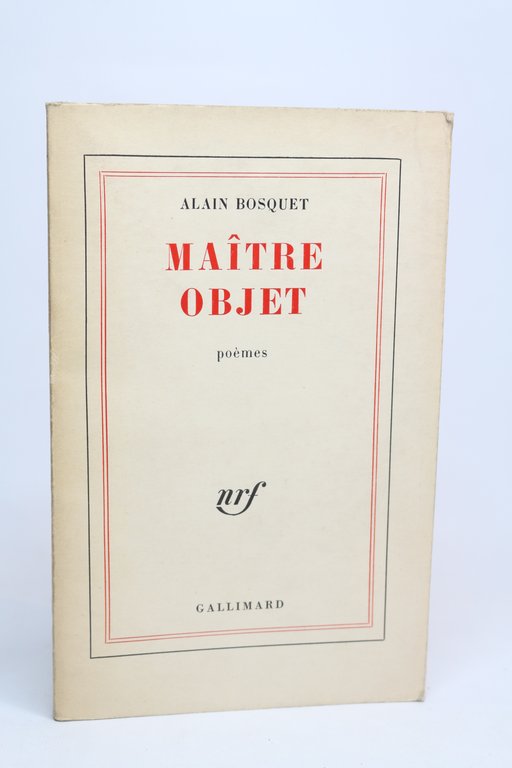 ALAIN BOSQUET
MAÎTRE
OBJET
poèmes
nrf
GALLIMARD